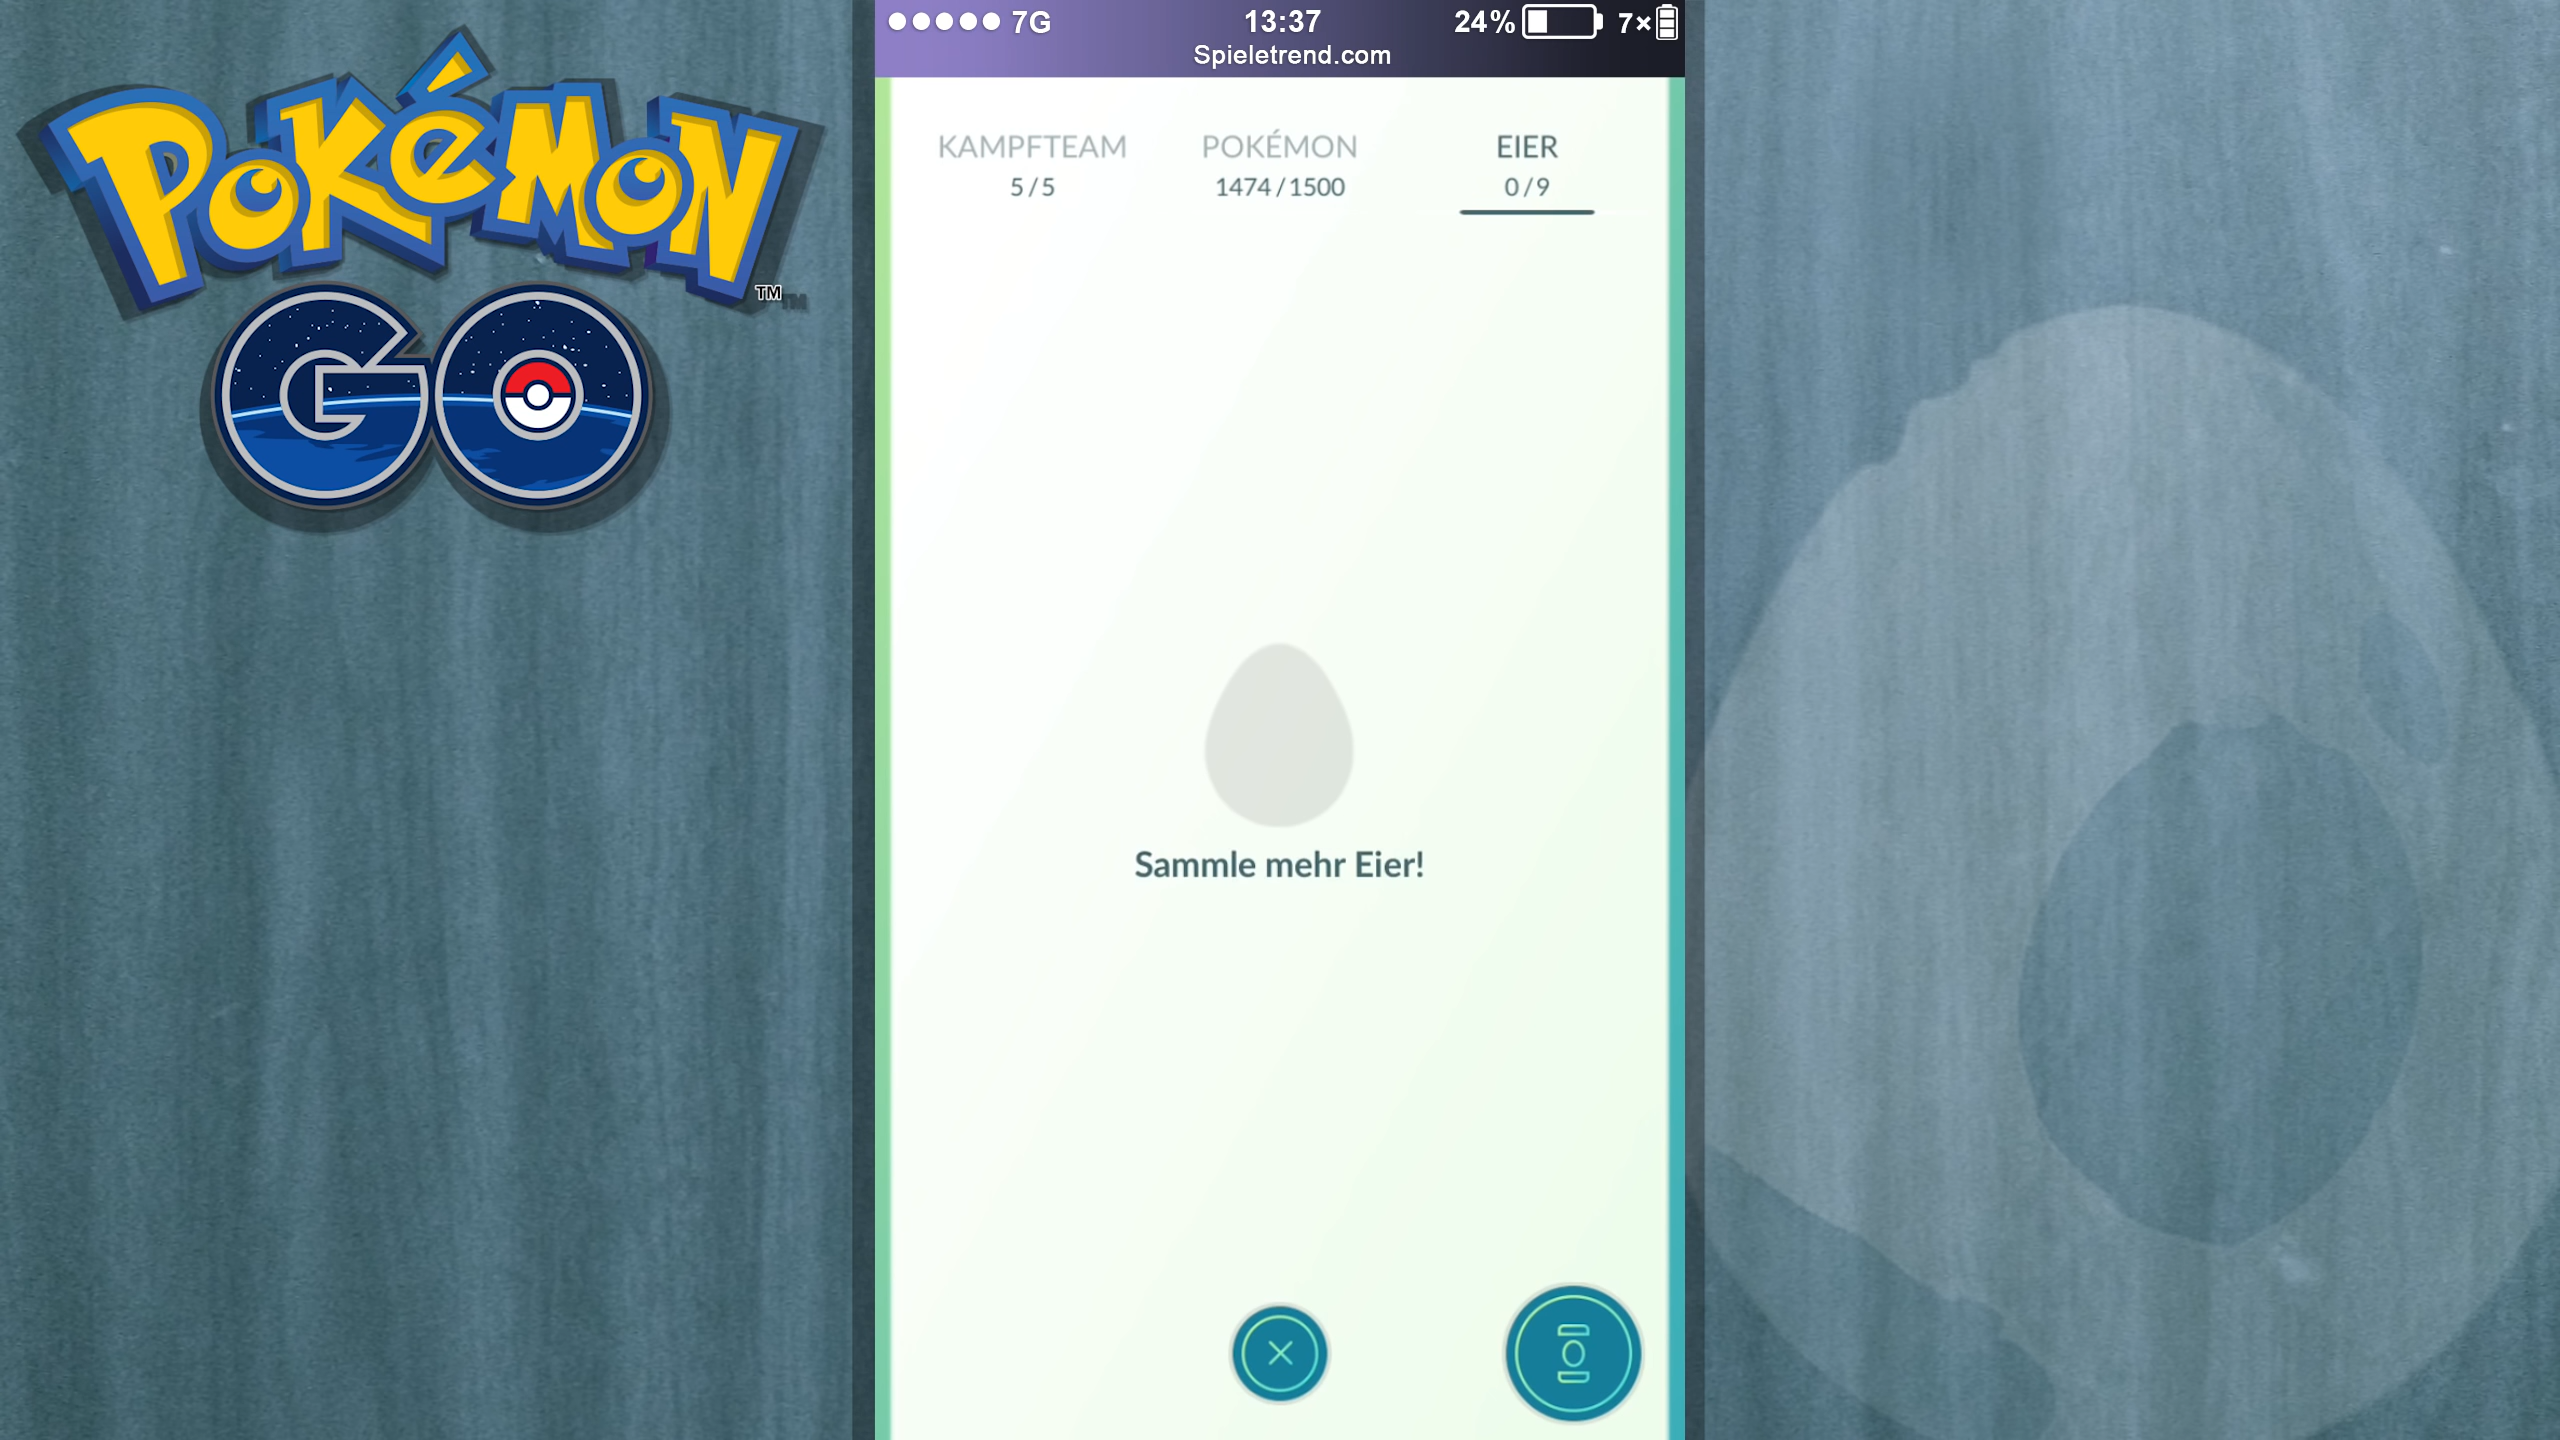 POKéMON
TM
GO
7G
13:37
24%
7×
Spieletrend.com
KAMPFTEAM
5/5
POKÉMON
1474/1500
EIER
0/9
Sammle mehr Eier!